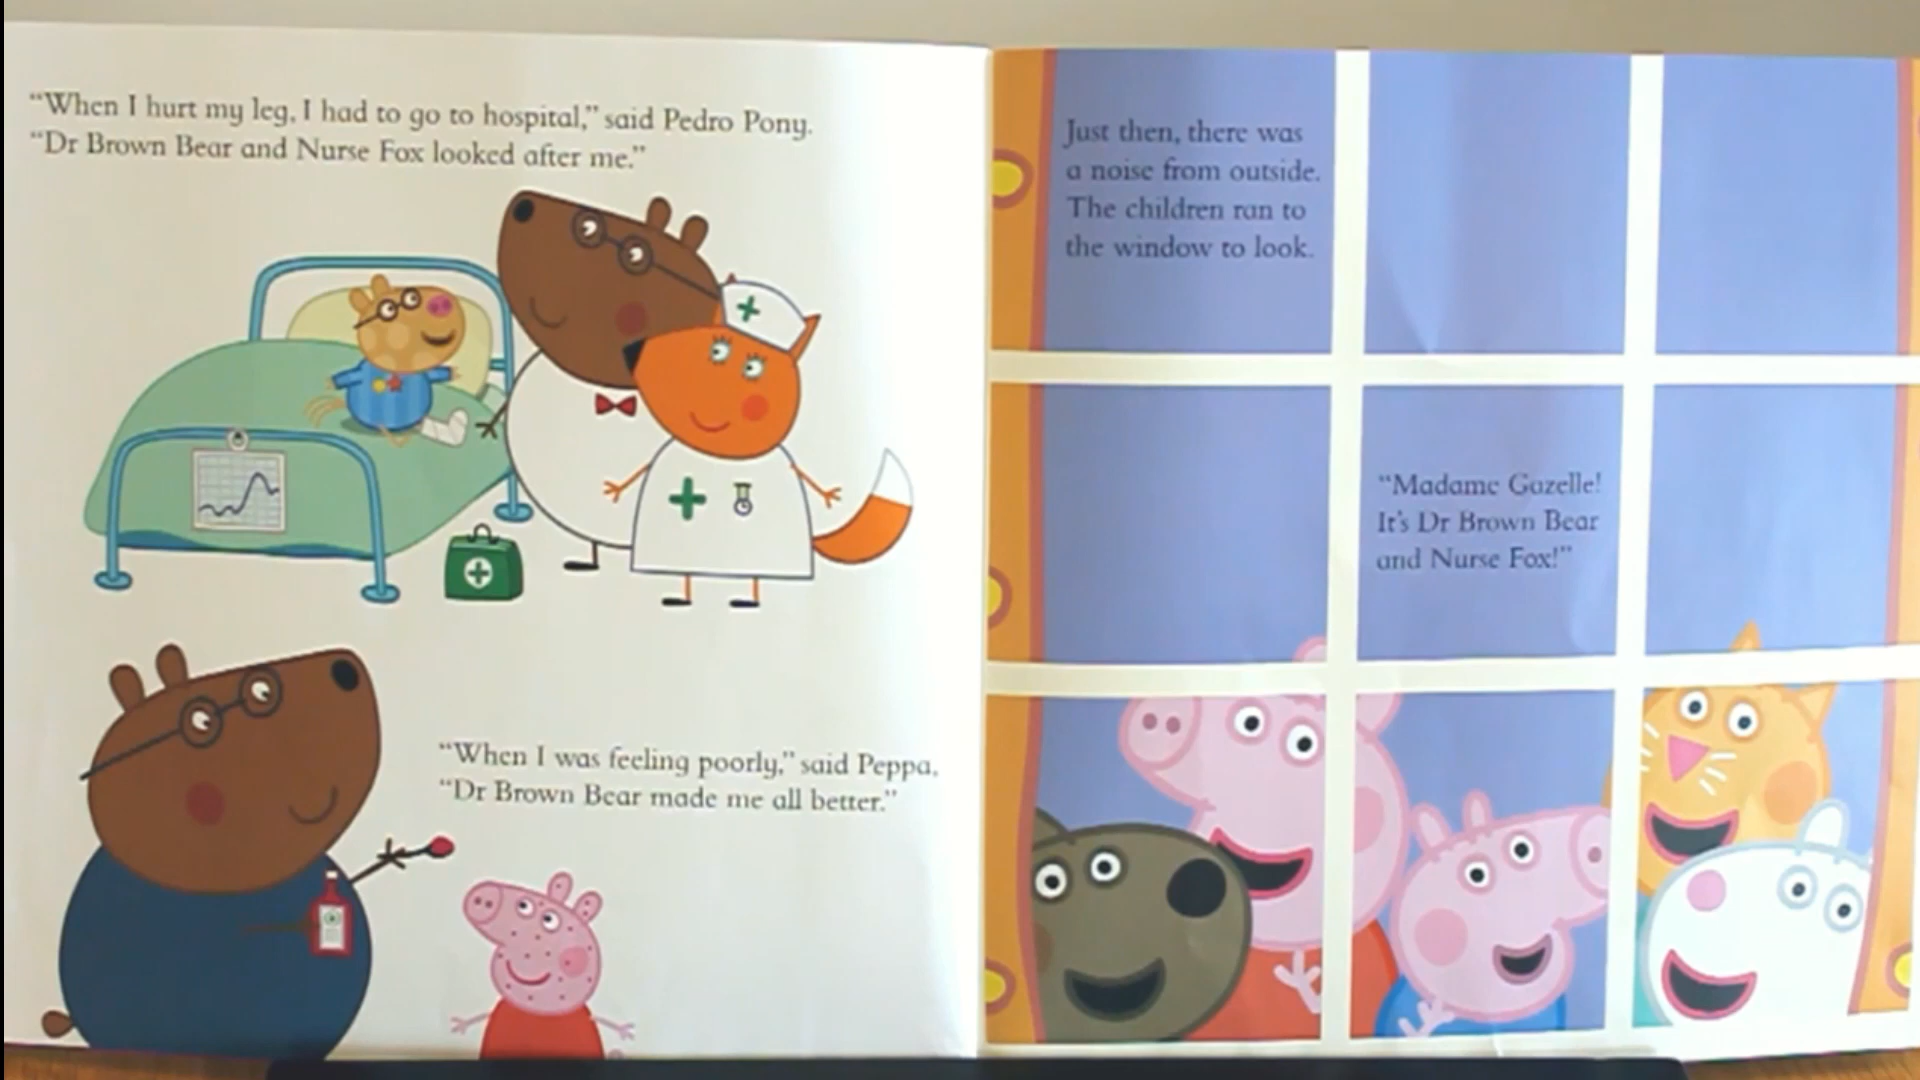 “When I hurt my leg, I had to go to hospital,” said Pedro Pony.
“Dr Brown Bear and Nurse Fox looked after me.”
“When I was feeling poorly,” said Peppa,
“Dr Brown Bear made me all better.”
Just then, there was
a noise from outside.
The children ran to
the window to look.
“Madame Gazelle!
It’s Dr Brown Bear
and Nurse Fox!”